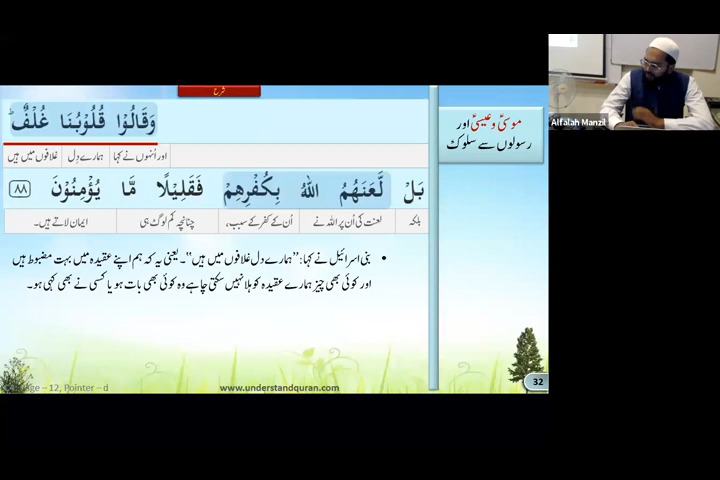 شرح
وَقَالُوْا قُلُوْبُنَا غُلْفٌ ؕ
اور اُنہوں نے کہا ہمارے دِل غلافوں میں ہیں
بَلْ لَّعَنَهُمُ اللّٰهُ بِكُفْرِهِمْ فَقَلِيْلًا مَّا يُؤْمِنُوْنَ ۸۸
بلکہ لعنت کی اُن پر اللہ نے اُن کے کفر کے سبب، چنانچہ کم لوگ ہی ایمان لاتے ہیں۔
• بنی اسرائیل نے کہا: "ہمارے دل غلافوں میں ہیں"۔ یعنی یہ کہ ہم اپنے عقیدہ میں بہت مضبوط ہیں
اور کوئی بھی چیز ہمارے عقیدہ کو ہلا نہیں سکتی چاہے وہ کوئی بھی بات ہو یا کسی نے بھی کہی ہو۔
موسیٰؑ و عیسیٰؑ اور
رسولوں سے سلوک
– 12, Pointer – d
www.understandquran.com
32
Alfalah Manzil